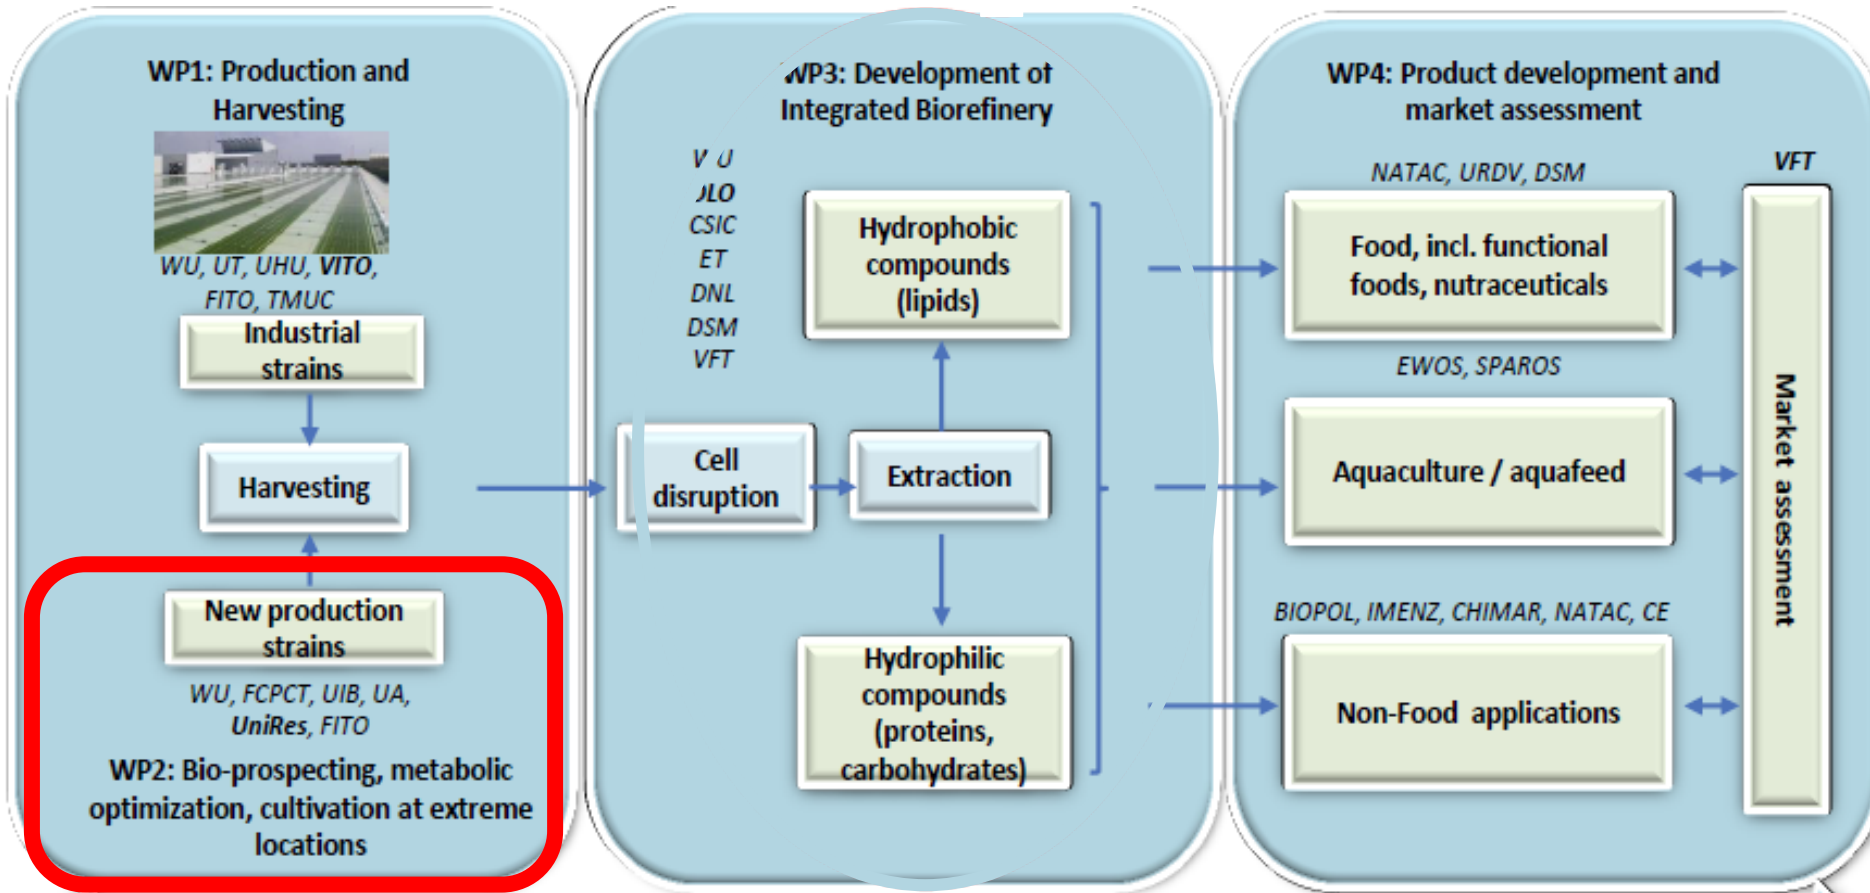 WP1: Production and
Harvesting
WU, UT, UHU, VITO,
FITO, TMUC
Industrial
strains
Harvesting
New production
strains
WU, FCPCT, UIB, UA,
UniRes, FITO
WP2: Bio-prospecting, metabolic
optimization, cultivation at extreme
locations
WP3: Development of
Integrated Biorefinery
CSIC
ET
DNL
DSM
VFT
Hydrophobic
compounds
(lipids)
Cell
disruption
Extraction
Hydrophilic
compounds
(proteins,
carbohydrates)
WP4: Product development and
market assessment
NATAC, URDV, DSM
Food, incl. functional
foods, nutraceuticals
EWOS, SPAROS
Aquaculture / aquafeed
BIOPOL, IMENZ, CHIMAR, NATAC, CE
Non-Food applications
VFT
Market assessment